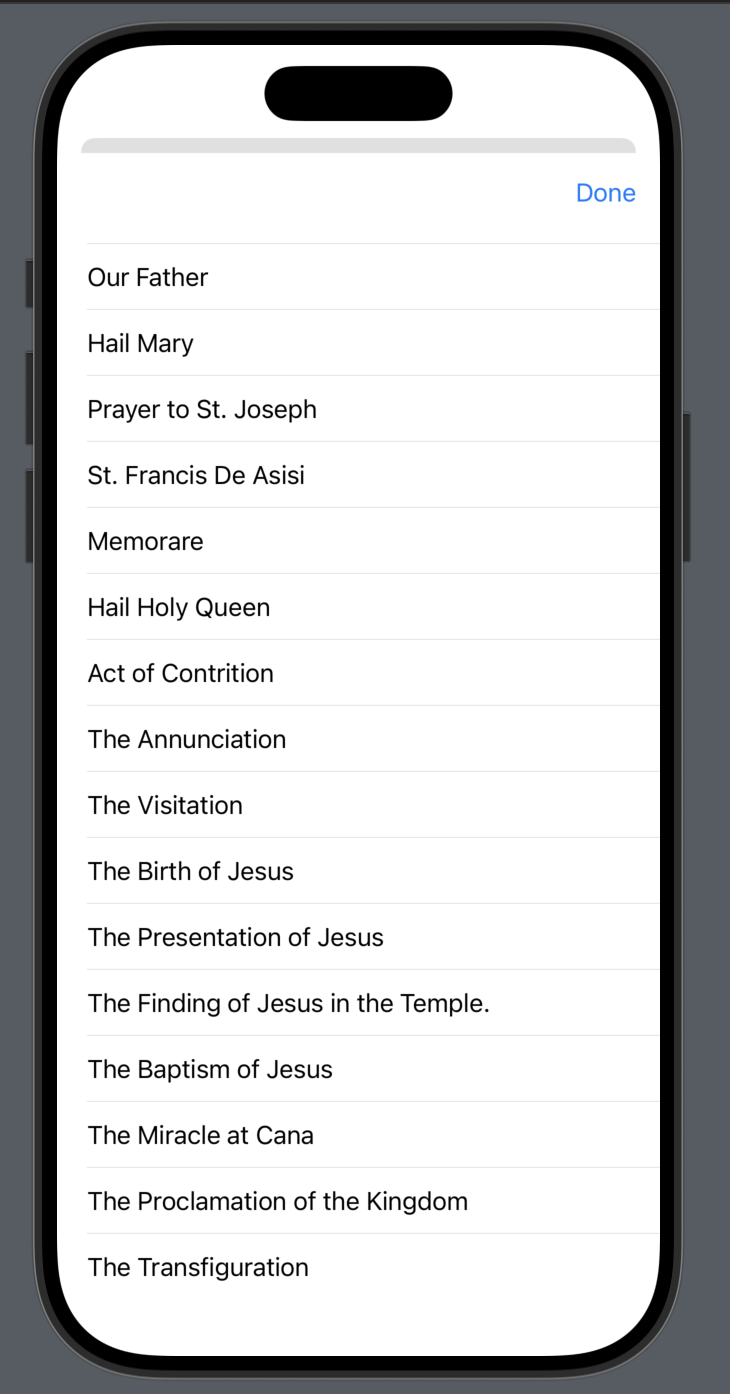 Done
Our Father
Hail Mary
Prayer to St. Joseph
St. Francis De Asisi
Memorare
Hail Holy Queen
Act of Contrition
The Annunciation
The Visitation
The Birth of Jesus
The Presentation of Jesus
The Finding of Jesus in the Temple.
The Baptism of Jesus
The Miracle at Cana
The Proclamation of the Kingdom
The Transfiguration